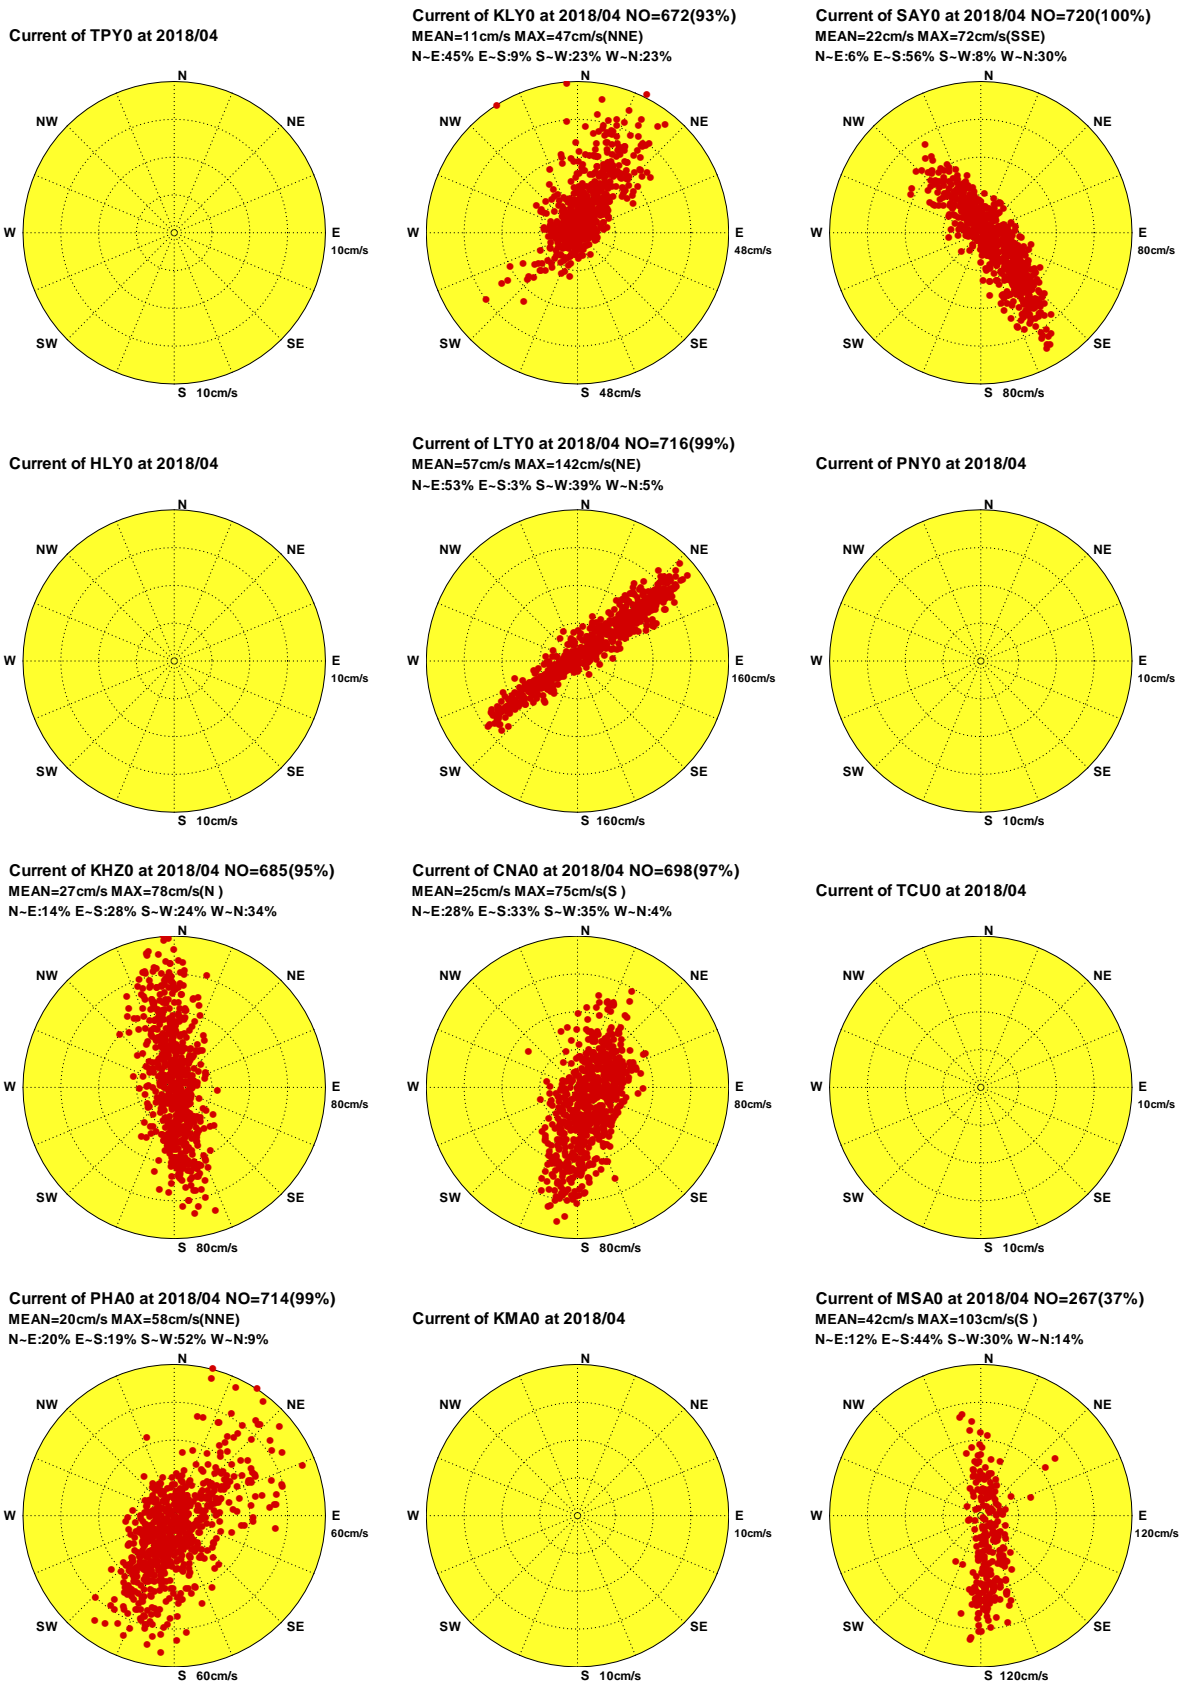 Current of TPY0 at 2018/04
N
NW
NE
W
E
10cm/s
SW
SE
S 10cm/s
Current of KLY0 at 2018/04 NO=672(93%)
MEAN=11cm/s MAX=47cm/s(NNE)
N~E:45% E~S:9% S~W:23% W~N:23%
N
NW
NE
W
E
48cm/s
SW
SE
S 48cm/s
Current of SAY0 at 2018/04 NO=720(100%)
MEAN=22cm/s MAX=72cm/s(SSE)
N~E:6% E~S:56% S~W:8% W~N:30%
N
NW
NE
W
E
80cm/s
SW
SE
S 80cm/s
Current of HLY0 at 2018/04
N
NW
NE
W
E
10cm/s
SW
SE
S 10cm/s
Current of LTY0 at 2018/04 NO=716(99%)
MEAN=57cm/s MAX=142cm/s(NE)
N~E:53% E~S:3% S~W:39% W~N:5%
N
NW
NE
W
E
160cm/s
SW
SE
S 160cm/s
Current of PNY0 at 2018/04
N
NW
NE
W
E
10cm/s
SW
SE
S 10cm/s
Current of KHZ0 at 2018/04 NO=685(95%)
MEAN=27cm/s MAX=78cm/s(N )
N~E:14% E~S:28% S~W:24% W~N:34%
N
NW
NE
W
E
80cm/s
SW
SE
S 80cm/s
Current of CNA0 at 2018/04 NO=698(97%)
MEAN=25cm/s MAX=75cm/s(S )
N~E:28% E~S:33% S~W:35% W~N:4%
N
NW
NE
W
E
80cm/s
SW
SE
S 80cm/s
Current of TCU0 at 2018/04
N
NW
NE
W
E
10cm/s
SW
SE
S 10cm/s
Current of PHA0 at 2018/04 NO=714(99%)
MEAN=20cm/s MAX=58cm/s(NNE)
N~E:20% E~S:19% S~W:52% W~N:9%
N
NW
NE
W
E
60cm/s
SW
SE
S 60cm/s
Current of KMA0 at 2018/04
N
NW
NE
W
E
10cm/s
SW
SE
S 10cm/s
Current of MSA0 at 2018/04 NO=267(37%)
MEAN=42cm/s MAX=103cm/s(S )
N~E:12% E~S:44% S~W:30% W~N:14%
N
NW
NE
W
E
120cm/s
SW
SE
S 120cm/s